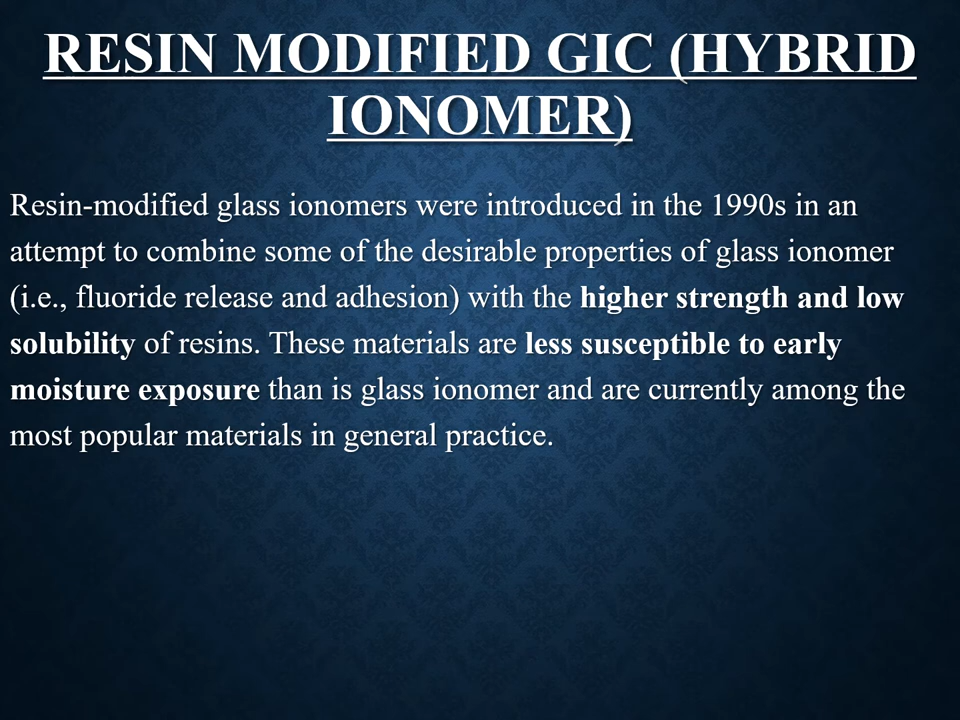 RESIN MODIFIED GIC (HYBRID
IONOMER)
Resin-modified glass ionomers were introduced in the 1990s in an
attempt to combine some of the desirable properties of glass ionomer
(i.e., fluoride release and adhesion) with the higher strength and low
solubility of resins. These materials are less susceptible to early
moisture exposure than is glass ionomer and are currently among the
most popular materials in general practice.